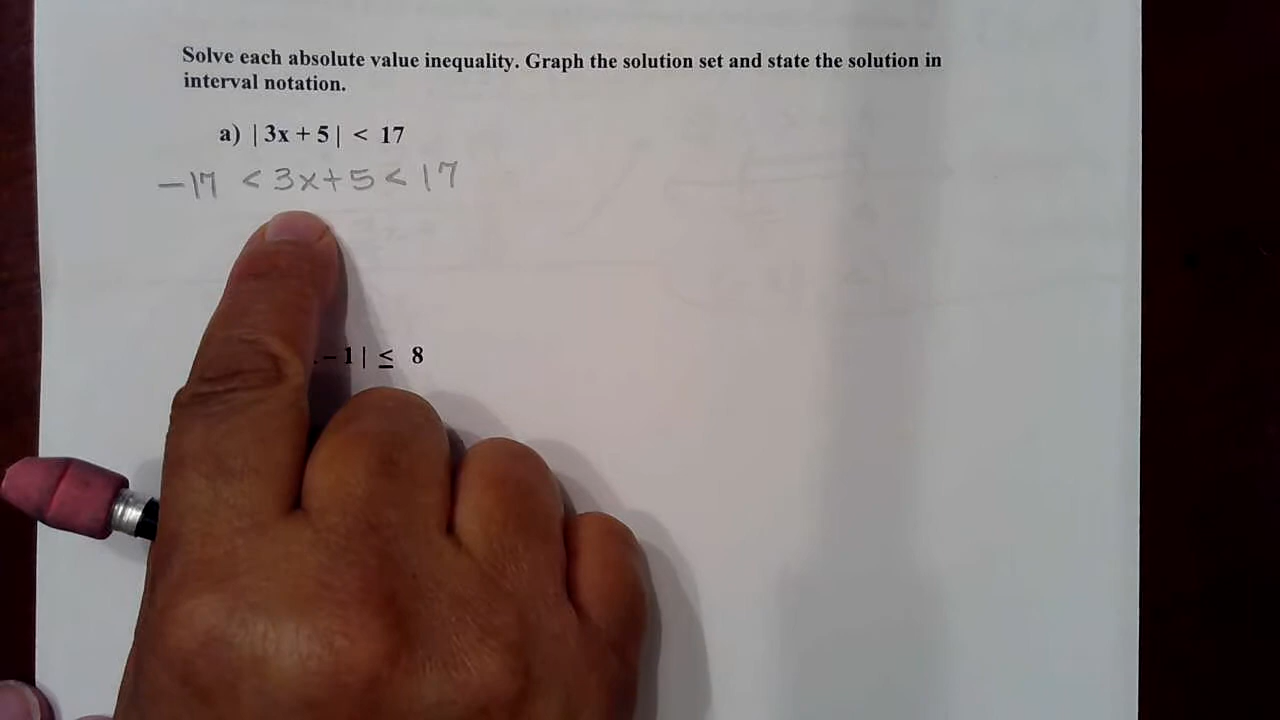 Solve each absolute value inequality. Graph the solution set and state the solution in
interval notation.
a) | 3x + 5 | < 17
-17 < 3x+5 < 17
- 1 | ≤ 8